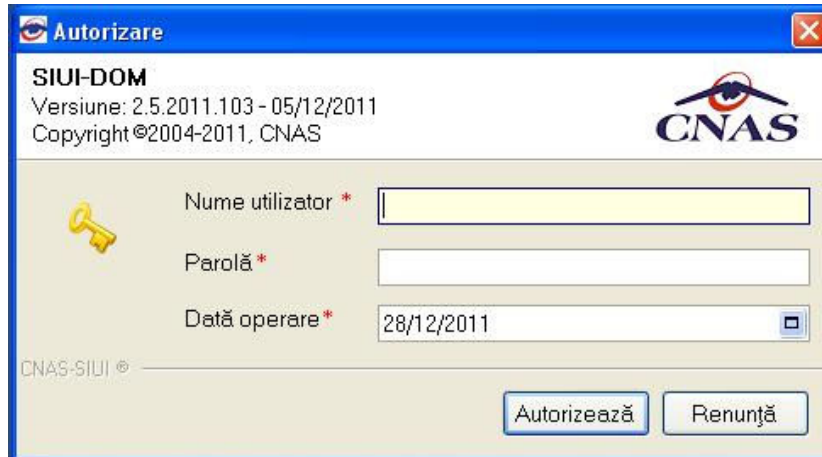 Autorizare
SIUI-DOM
Versiune: 2.5.2011.103 - 05/12/2011
Copyright ©2004-2011, CNAS
CNAS
Nume utilizator *
Parolă *
Dată operare *
28/12/2011
CNAS-SIUI ®
Autorizează
Renunţă